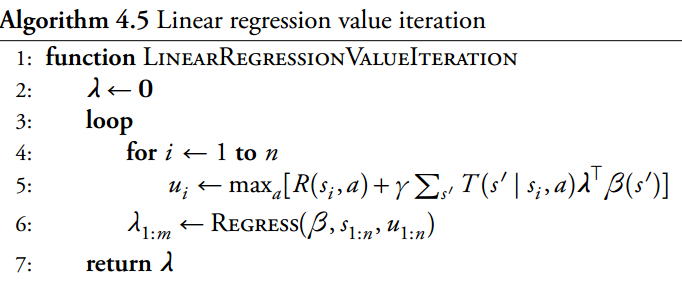 Algorithm 4.5 Linear regression value iteration
1: function LINEARREGRESSIONVALUEITERATION
2: λ ← 0
3: loop
4: for i ← 1 to n
5: u_i ← max_a[R(s_i, a) + γ ∑_{s′} T(s′ | s_i, a)λ^⊤ β(s′)]
6: λ_{1:m} ← REGRESS(β, s_{1:n}, u_{1:n})
7: return λ